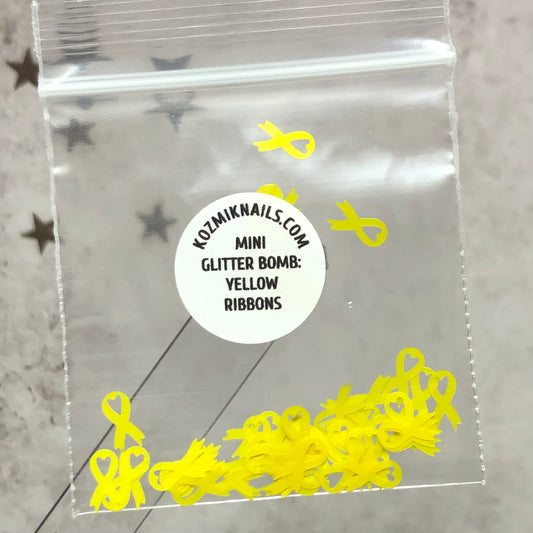 KOZMIKNAILS.COM
MINI
GLITTER BOMB:
YELLOW
RIBBONS